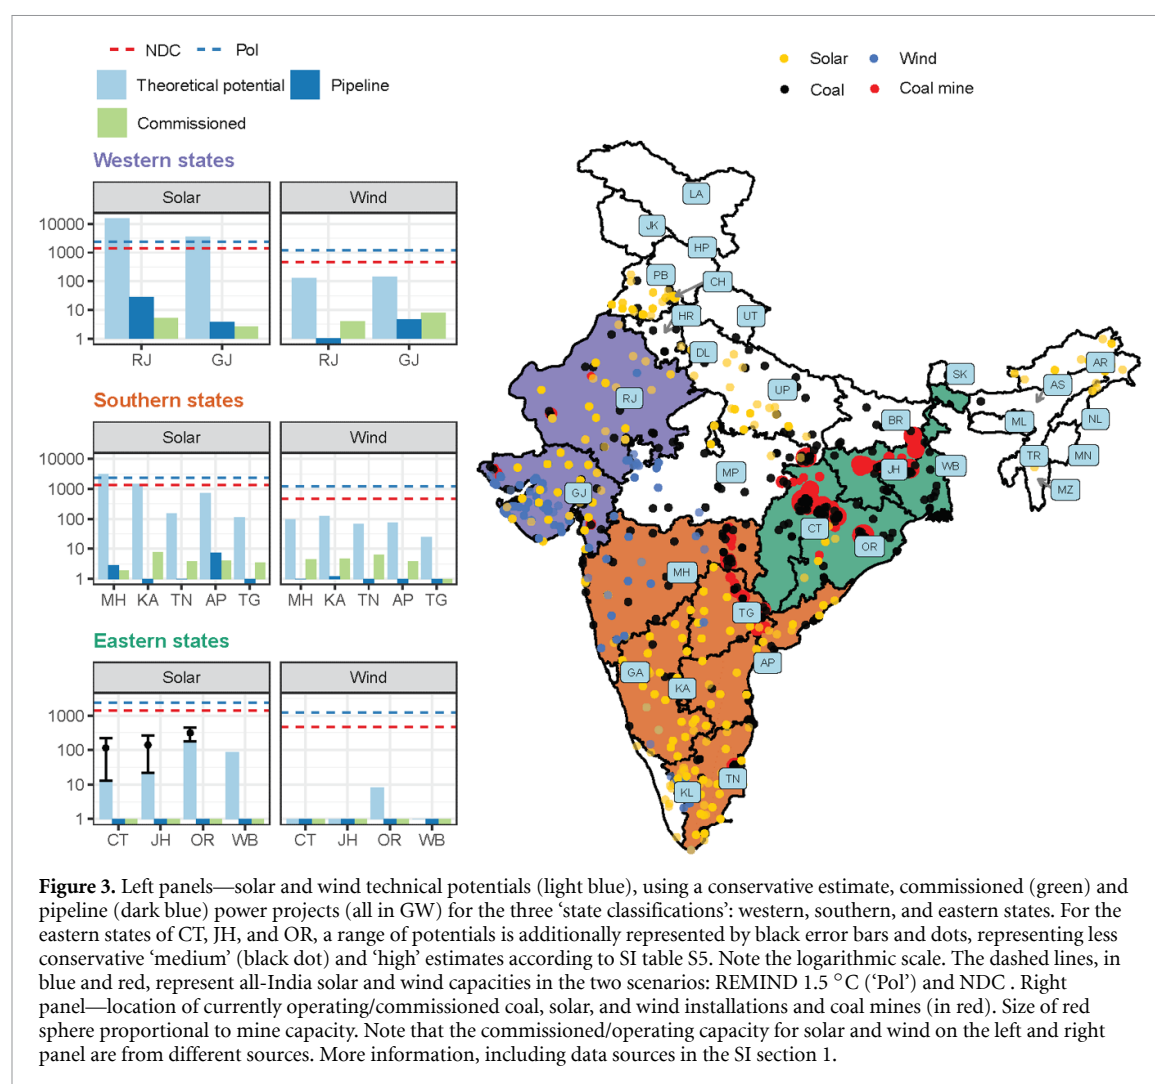 NDC Pol
Theoretical potential Pipeline
Commissioned
Solar Wind
Coal Coal mine
Western states
Solar Wind
10000
1000
100
10
1
RJ GJ RJ GJ
Southern states
Solar Wind
10000
1000
100
10
1
MH KA TN AP TG MH KA TN AP TG
Eastern states
Solar Wind
1000
100
10
1
CT JH OR WB CT JH OR WB
LA
JK
HP
PB
CH
HR
UT
DL
RJ
UP
SK
AR
AS
BR
ML
NL
MP
JH
WB
TR
MN
GJ
MZ
CT
OR
MH
TG
GA
AP
KA
TN
KL
Figure 3. Left panels—solar and wind technical potentials (light blue), using a conservative estimate, commissioned (green) and
pipeline (dark blue) power projects (all in GW) for the three ‘state classifications’: western, southern, and eastern states. For the
eastern states of CT, JH, and OR, a range of potentials is additionally represented by black error bars and dots, representing less
conservative ‘medium’ (black dot) and ‘high’ estimates according to SI table S5. Note the logarithmic scale. The dashed lines, in
blue and red, represent all-India solar and wind capacities in the two scenarios: REMIND 1.5 °C (‘Pol’) and NDC . Right
panel—location of currently operating/commissioned coal, solar, and wind installations and coal mines (in red). Size of red
sphere proportional to mine capacity. Note that the commissioned/operating capacity for solar and wind on the left and right
panel are from different sources. More information, including data sources in the SI section 1.